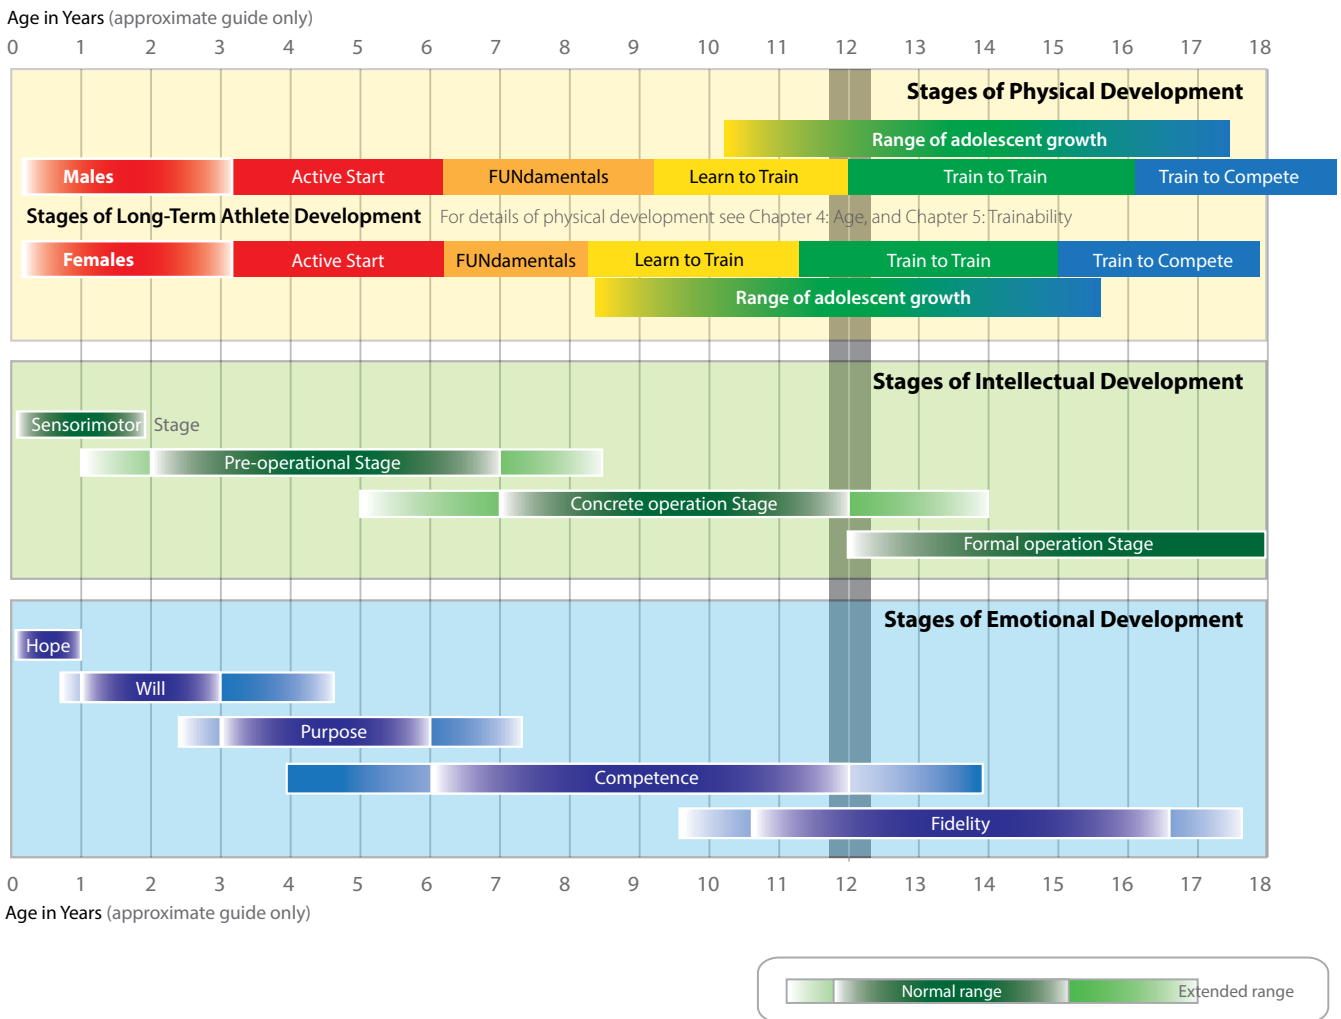 Age in Years (approximate guide only)
0 1 2 3 4 5 6 7 8 9 10 11 12 13 14 15 16 17 18
Stages of Physical Development
Range of adolescent growth
Males Active Start FUNdamentals Learn to Train Train to Train Train to Compete
Stages of Long-Term Athlete Development For details of physical development see Chapter 4: Age, and Chapter 5: Trainability
Females Active Start FUNdamentals Learn to Train Train to Train Train to Compete
Range of adolescent growth
Stages of Intellectual Development
Sensorimotor Stage
Pre-operational Stage
Concrete operation Stage
Formal operation Stage
Stages of Emotional Development
Hope
Will
Purpose
Competence
Fidelity
0 1 2 3 4 5 6 7 8 9 10 11 12 13 14 15 16 17 18
Age in Years (approximate guide only)
Normal range Extended range